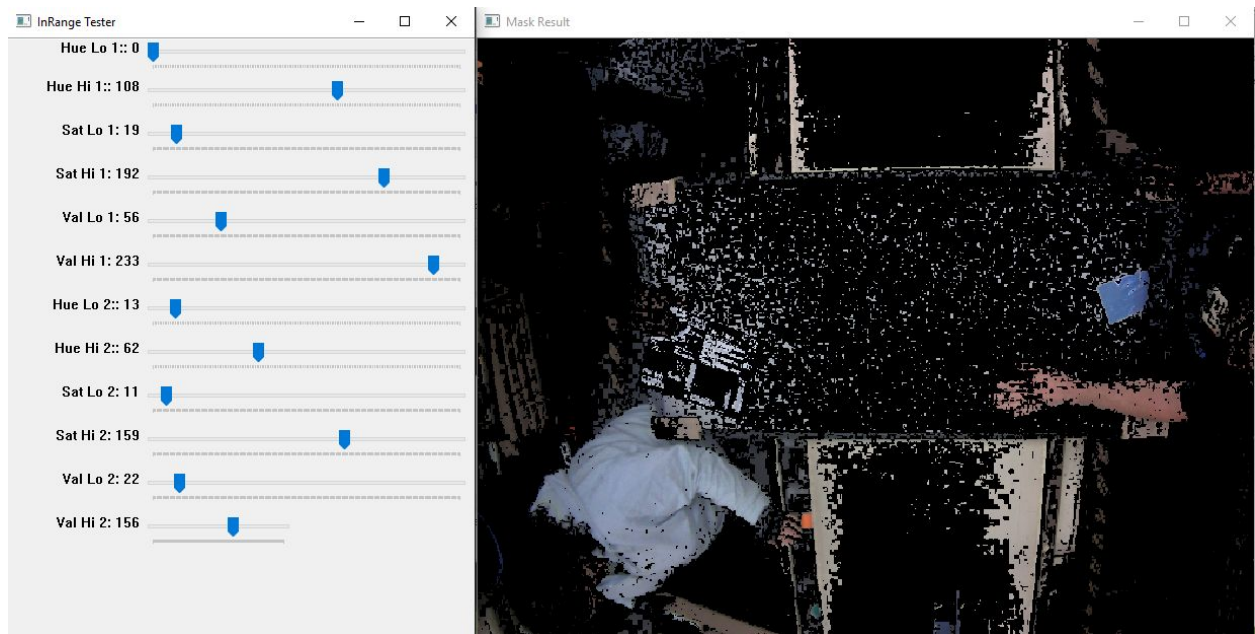 InRange Tester
Mask Result
Hue Lo 1:: 0
Hue Hi 1:: 108
Sat Lo 1: 19
Sat Hi 1: 192
Val Lo 1: 56
Val Hi 1: 233
Hue Lo 2:: 13
Hue Hi 2:: 62
Sat Lo 2: 11
Sat Hi 2: 159
Val Lo 2: 22
Val Hi 2: 156